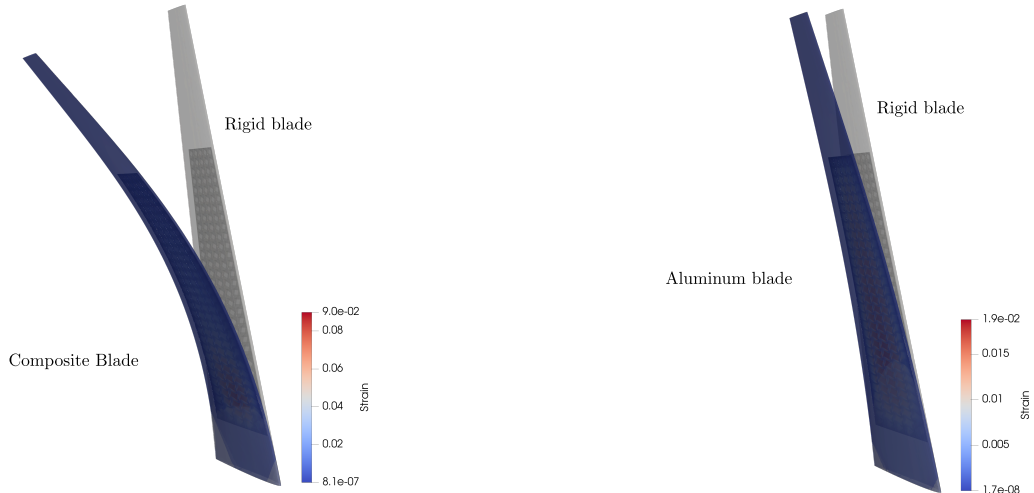 Rigid blade
Composite Blade
9.0e-02
0.08
0.06
0.04
0.02
8.1e-07
Strain
Rigid blade
Aluminum blade
1.9e-02
0.015
0.01
0.005
1.7e-08
Strain